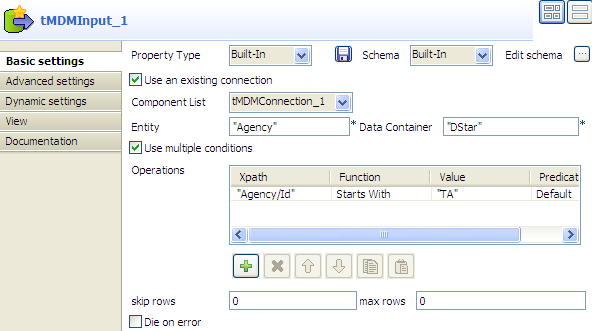 tMDMInput_1
Basic settings
Advanced settings
Dynamic settings
View
Documentation
Property Type Built-In Schema Built-In Edit schema ...
Use an existing connection
Component List tMDMConnection_1
Entity "Agency" * Data Container "DStar" *
Use multiple conditions
Operations
Xpath Function Value Predicat
"Agency/Id" Starts With "TA" Default
skip rows 0 max rows 0
Die on error